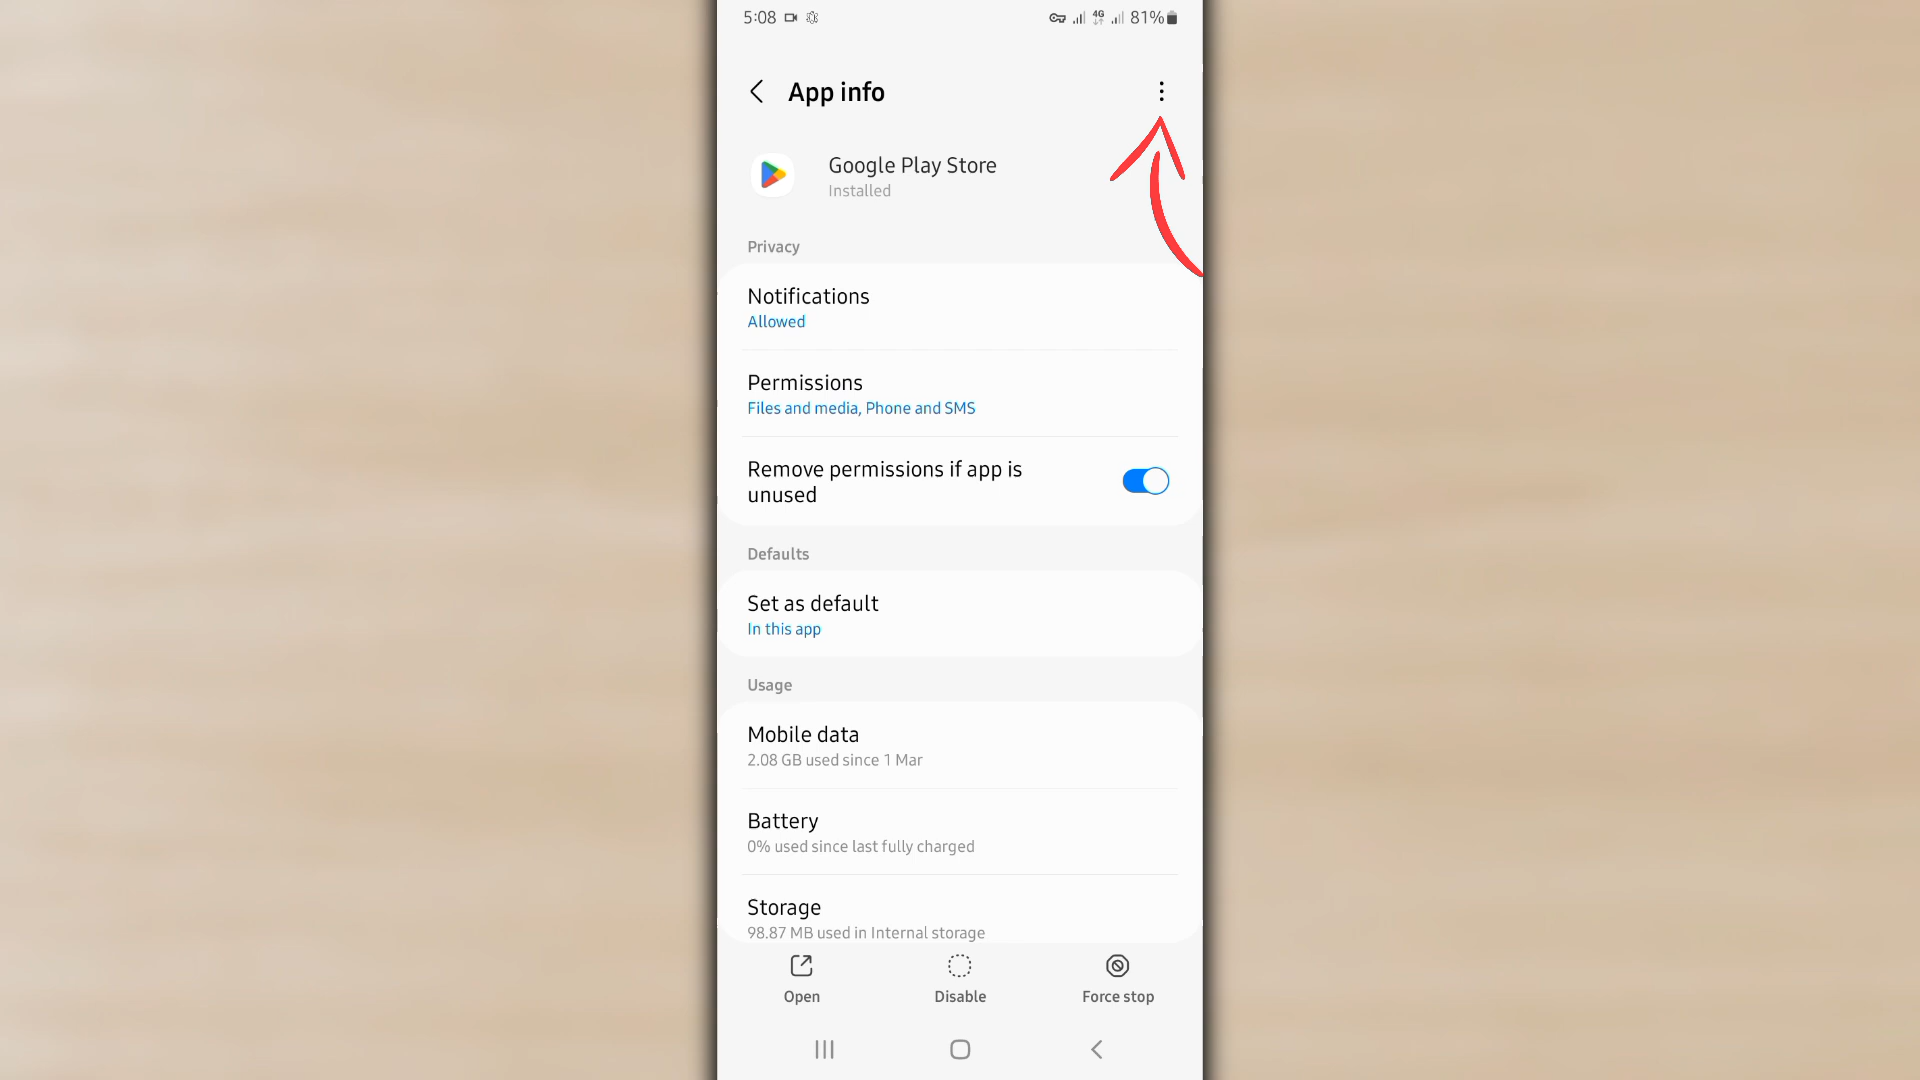 5:08 4G 81%
App info
Google Play Store
Installed
Privacy
Notifications
Allowed
Permissions
Files and media, Phone and SMS
Remove permissions if app is
unused
Defaults
Set as default
In this app
Usage
Mobile data
2.08 GB used since 1 Mar
Battery
0% used since last fully charged
Storage
98.87 MB used in Internal storage
Open Disable Force stop